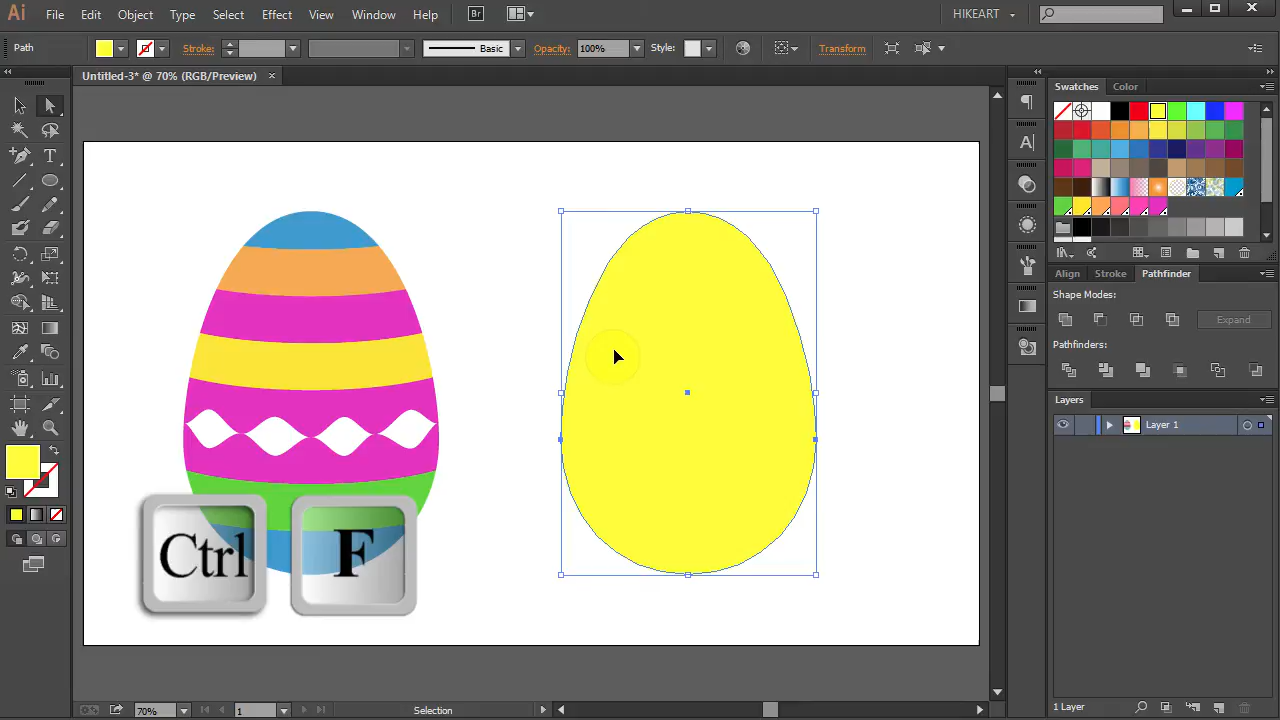 Ai File Edit Object Type Select Effect View Window Help Br HIKEART
Path Stroke: Basic Opacity: 100% Style: Transform
Untitled-3* @ 70% (RGB/Preview)
Swatches Color
Align Stroke Pathfinder
Shape Modes:
Expand
Pathfinders:
Layers
Layer 1
Ctrl F
70% 1 Selection
1 Layer